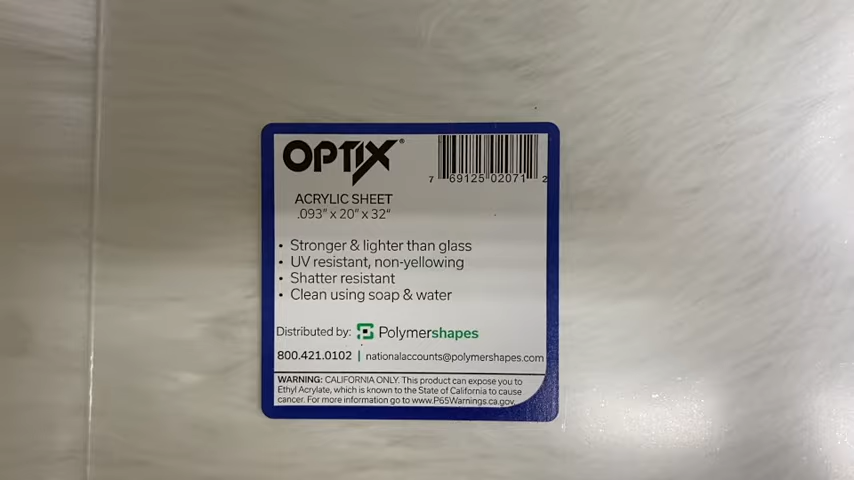 OPTIX®
7 69125 02071 2
ACRYLIC SHEET
.093" x 20" x 32"
• Stronger & lighter than glass
• UV resistant, non-yellowing
• Shatter resistant
• Clean using soap & water
Distributed by: Polymershapes
800.421.0102 | nationalaccounts@polymershapes.com
WARNING: CALIFORNIA ONLY. This product can expose you to
Ethyl Acrylate, which is known to the State of California to cause
cancer. For more information go to www.P65Warnings.ca.gov.